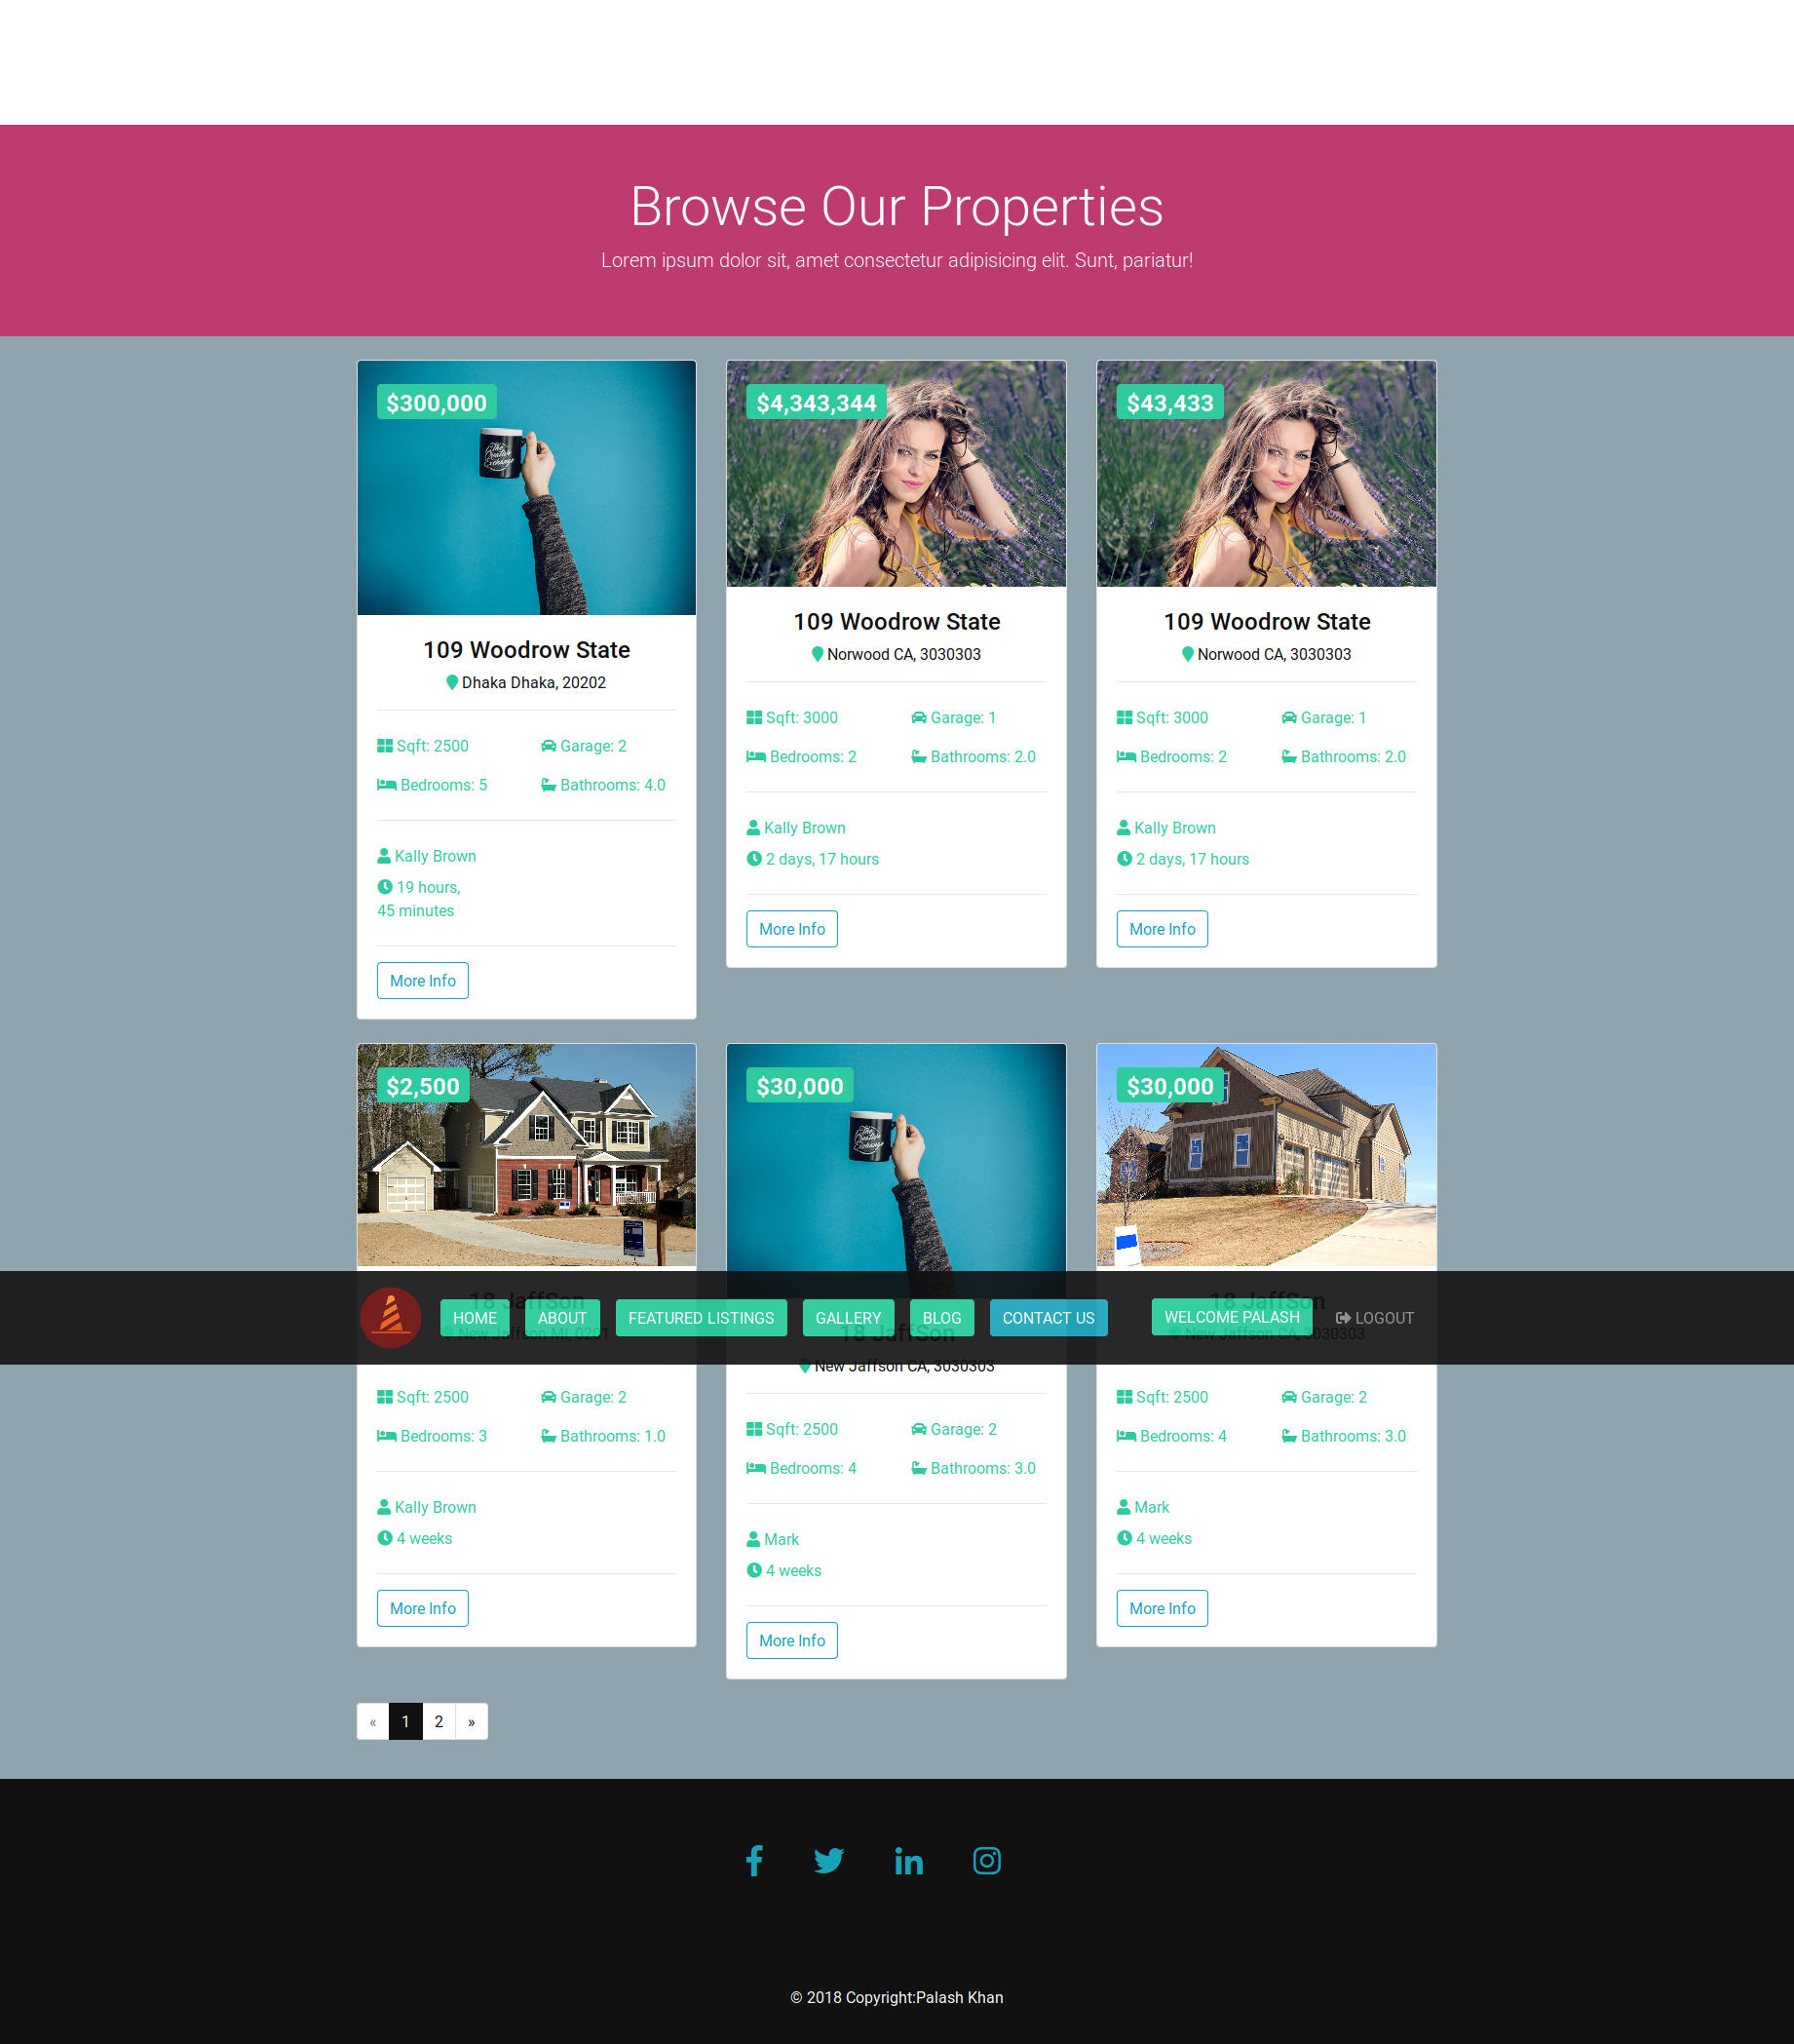 Browse Our Properties
Lorem ipsum dolor sit, amet consectetur adipisicing elit. Sunt, pariatur!
$300,000
The
Creative
Exchange
109 Woodrow State
Dhaka Dhaka, 20202
Sqft: 2500 Garage: 2
Bedrooms: 5 Bathrooms: 4.0
Kally Brown
19 hours,
45 minutes
More Info
$4,343,344
109 Woodrow State
Norwood CA, 3030303
Sqft: 3000 Garage: 1
Bedrooms: 2 Bathrooms: 2.0
Kally Brown
2 days, 17 hours
More Info
$43,433
109 Woodrow State
Norwood CA, 3030303
Sqft: 3000 Garage: 1
Bedrooms: 2 Bathrooms: 2.0
Kally Brown
2 days, 17 hours
More Info
$2,500
18 JaffSon
New Jaffson MI, 0201
Sqft: 2500 Garage: 2
Bedrooms: 3 Bathrooms: 1.0
Kally Brown
4 weeks
More Info
$30,000
The
Creative
Exchange
18 JaffSon
New Jaffson CA, 3030303
Sqft: 2500 Garage: 2
Bedrooms: 4 Bathrooms: 3.0
Mark
4 weeks
More Info
$30,000
18 JaffSon
New Jaffson CA, 3030303
Sqft: 2500 Garage: 2
Bedrooms: 4 Bathrooms: 3.0
Mark
4 weeks
More Info
HOME ABOUT FEATURED LISTINGS GALLERY BLOG CONTACT US WELCOME PALASH LOGOUT
« 1 2 »
© 2018 Copyright:Palash Khan